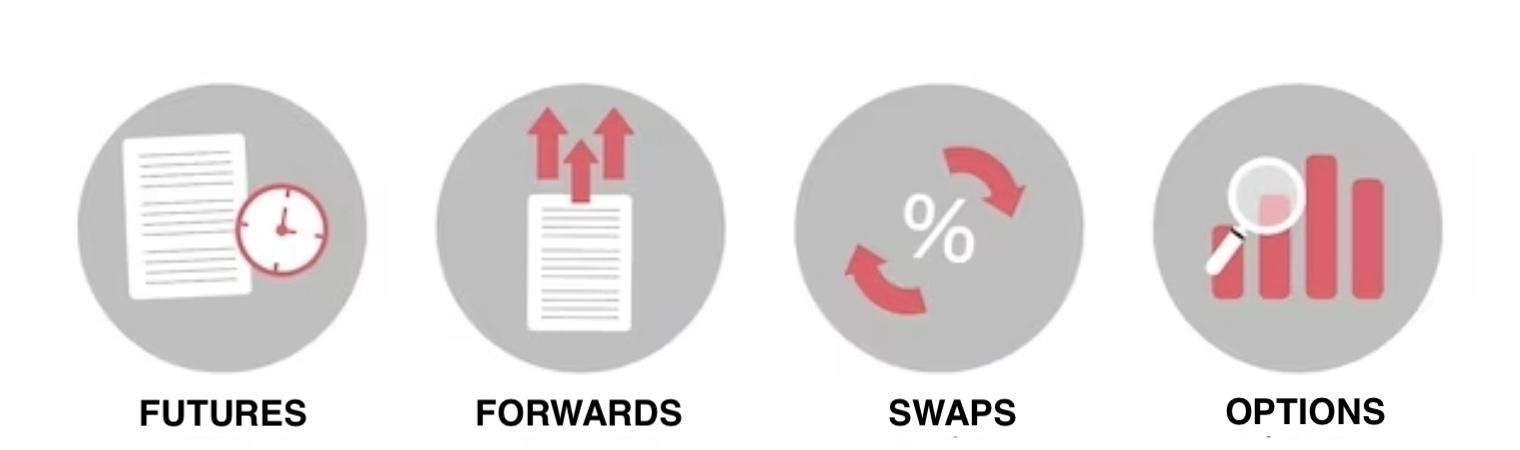 %
FUTURES
FORWARDS
SWAPS
OPTIONS